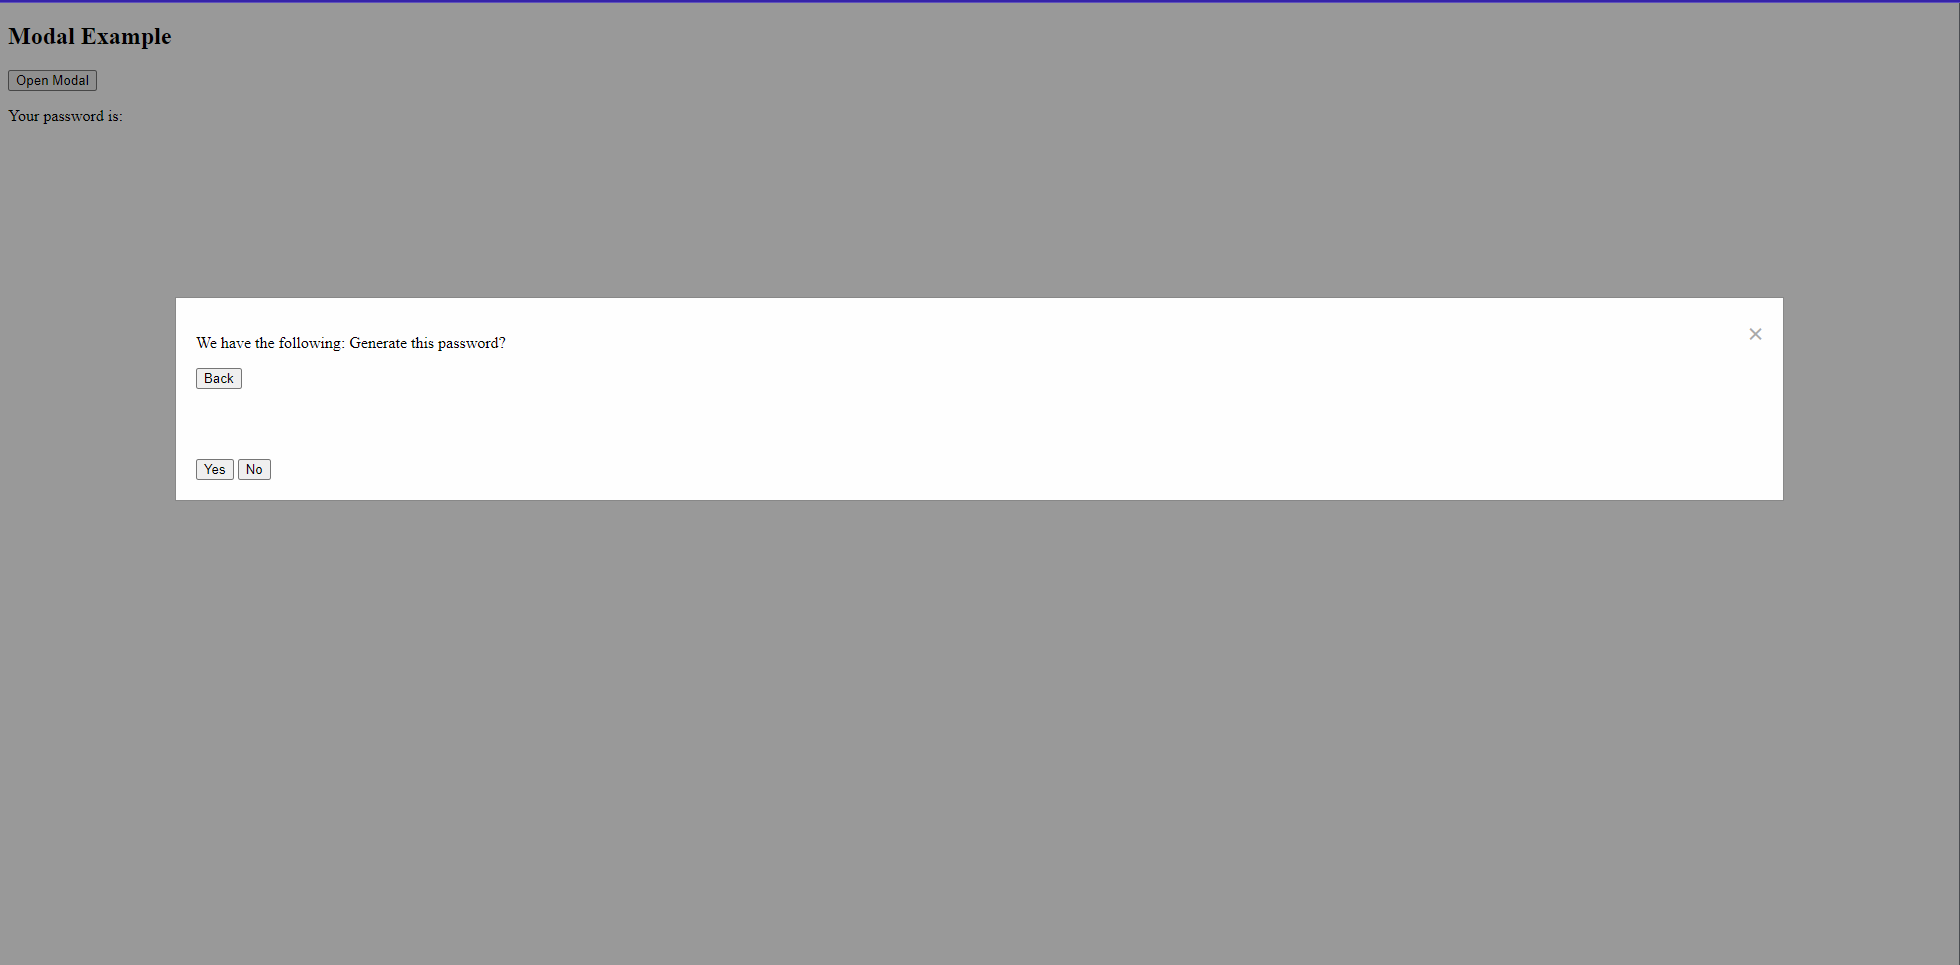 Modal Example
Open Modal
Your password is:
We have the following: Generate this password?
×
Back
Yes No